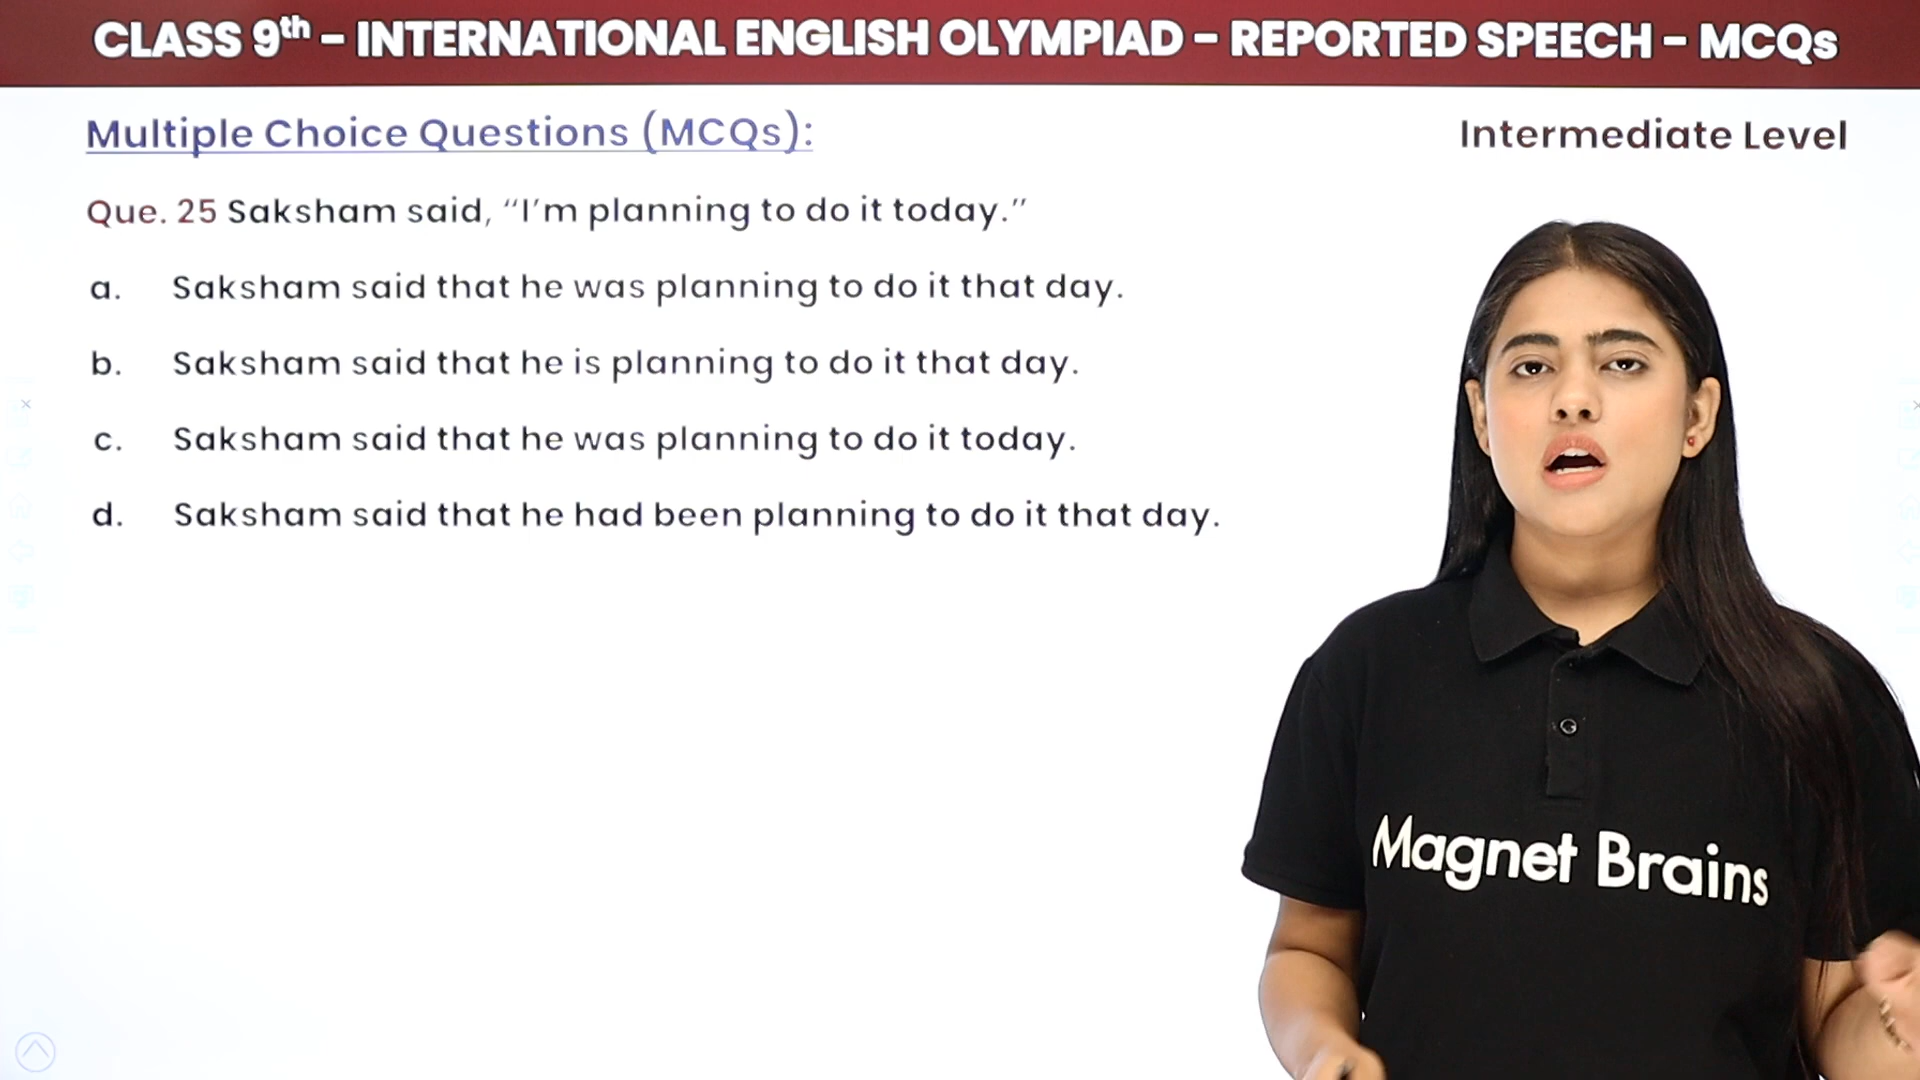 CLASS 9th - INTERNATIONAL ENGLISH OLYMPIAD - REPORTED SPEECH - MCQs
Multiple Choice Questions (MCQs):
Intermediate Level
Que. 25 Saksham said, “I’m planning to do it today.”
a. Saksham said that he was planning to do it that day.
b. Saksham said that he is planning to do it that day.
c. Saksham said that he was planning to do it today.
d. Saksham said that he had been planning to do it that day.
Magnet Brains